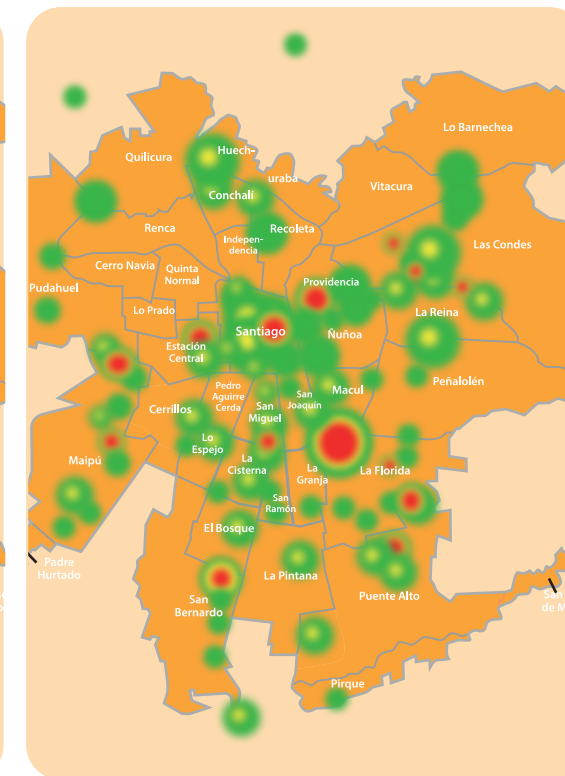 Lo Barnechea
Quilicura
Huech-
uraba
Vitacura
Conchalí
Renca
Recoleta
Indepen-
dencia
Las Condes
Cerro Navia
Quinta
Normal
Pudahuel
Providencia
Lo Prado
La Reina
Santiago
Ñuñoa
Estación
Central
Peñalolén
Pedro
Aguirre
Cerda
Macul
San
Joaquín
Cerrillos
San
Miguel
Lo
Espejo
Maipú
La
Cisterna
La
Granja
La Florida
San
Ramón
El Bosque
Padre
Hurtado
La Pintana
Puente Alto
San
Bernardo
San
de M
Pirque